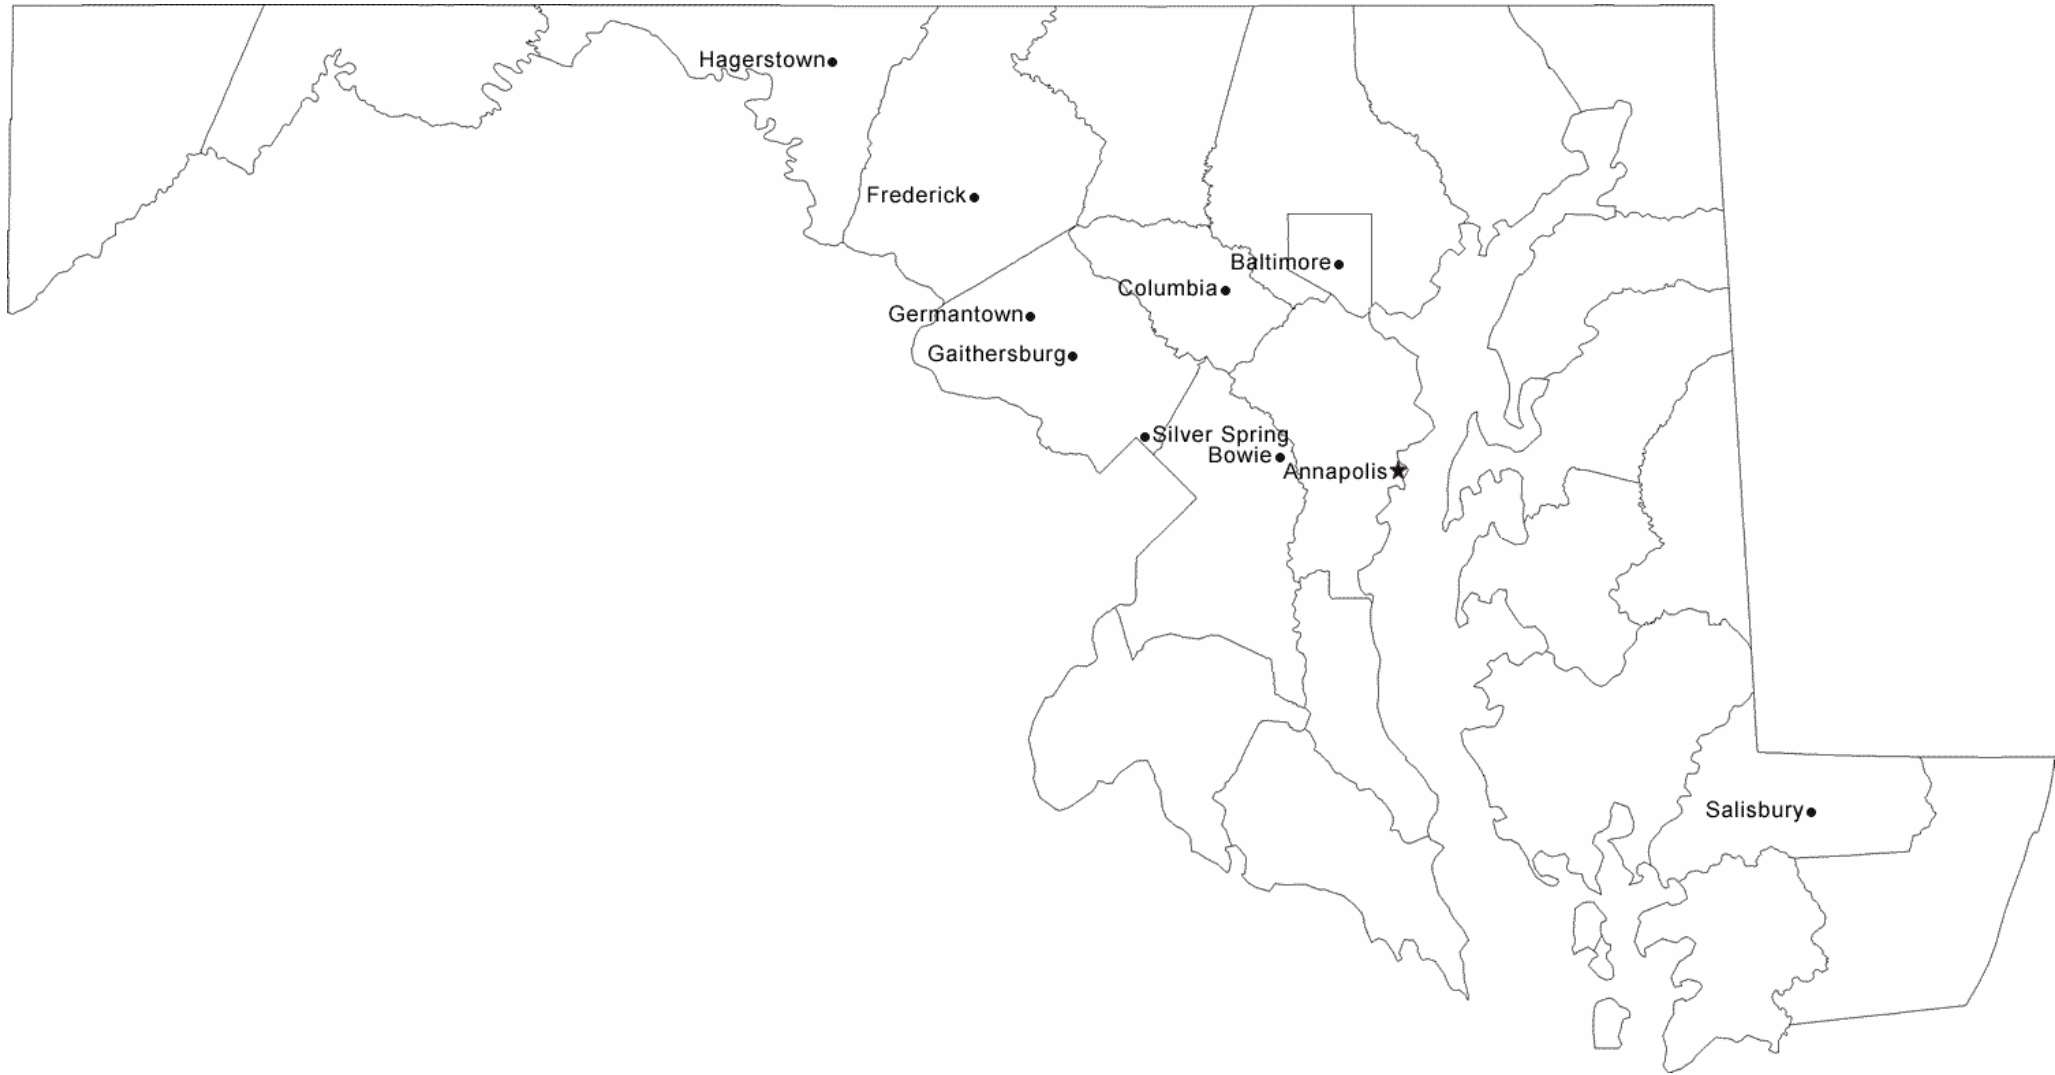 Hagerstown
Frederick
Baltimore
Columbia
Germantown
Gaithersburg
Silver Spring
Bowie
Annapolis
Salisbury